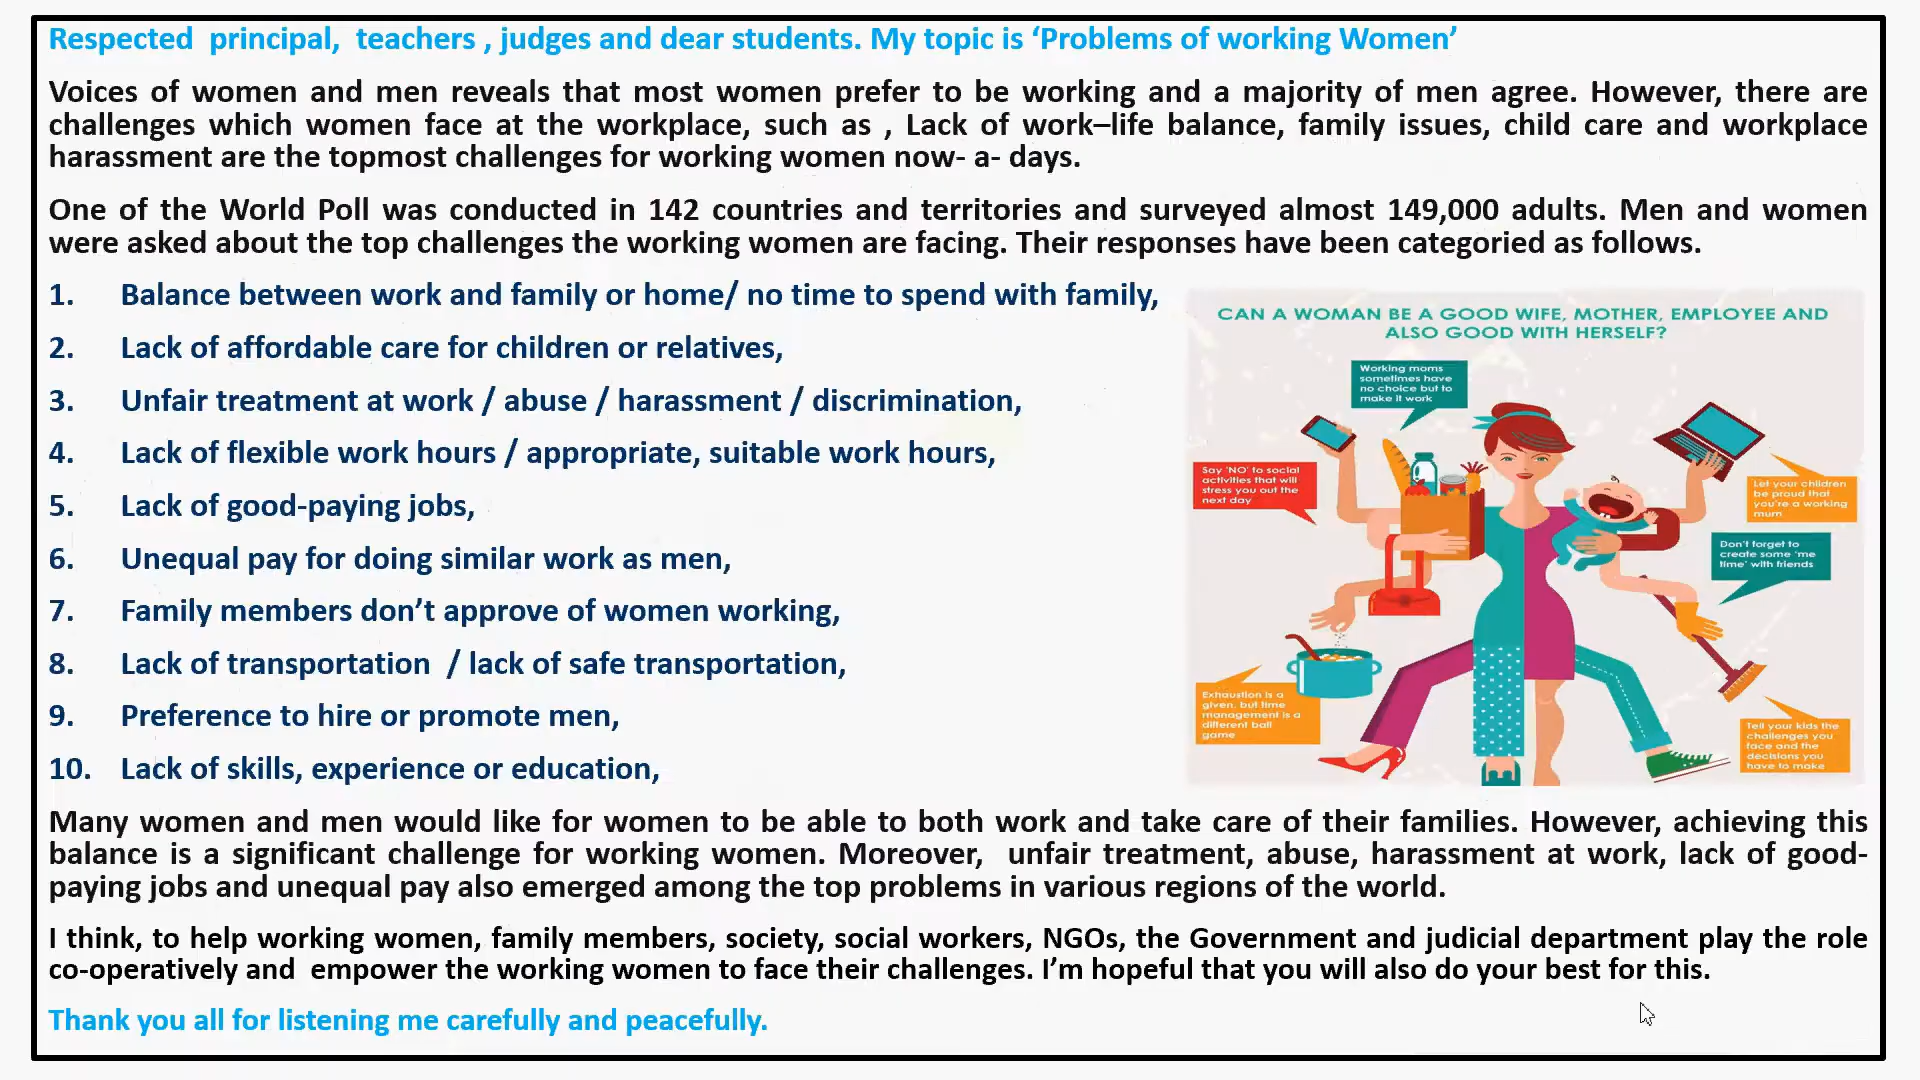 Respected principal, teachers , judges and dear students. My topic is ‘Problems of working Women’
Voices of women and men reveals that most women prefer to be working and a majority of men agree. However, there are
challenges which women face at the workplace, such as , Lack of work–life balance, family issues, child care and workplace
harassment are the topmost challenges for working women now- a- days.
One of the World Poll was conducted in 142 countries and territories and surveyed almost 149,000 adults. Men and women
were asked about the top challenges the working women are facing. Their responses have been categoried as follows.
1. Balance between work and family or home/ no time to spend with family,
2. Lack of affordable care for children or relatives,
3. Unfair treatment at work / abuse / harassment / discrimination,
4. Lack of flexible work hours / appropriate, suitable work hours,
5. Lack of good-paying jobs,
6. Unequal pay for doing similar work as men,
7. Family members don’t approve of women working,
8. Lack of transportation / lack of safe transportation,
9. Preference to hire or promote men,
10. Lack of skills, experience or education,
CAN A WOMAN BE A GOOD WIFE, MOTHER, EMPLOYEE AND
ALSO GOOD WITH HERSELF?
Working moms
sometimes have
no choice but to
make it work
Say 'NO' to social
activities that will
stress you out the
next day
Let your children
be proud that
you're a working
mum
Don't forget to
create some 'me
time' with friends
Exhaustion is a
given, but time
management is a
different ball
game
Tell your kids the
challenges you
face and the
decisions you
have to make
Many women and men would like for women to be able to both work and take care of their families. However, achieving this
balance is a significant challenge for working women. Moreover, unfair treatment, abuse, harassment at work, lack of good-
paying jobs and unequal pay also emerged among the top problems in various regions of the world.
I think, to help working women, family members, society, social workers, NGOs, the Government and judicial department play the role
co-operatively and empower the working women to face their challenges. I’m hopeful that you will also do your best for this.
Thank you all for listening me carefully and peacefully.